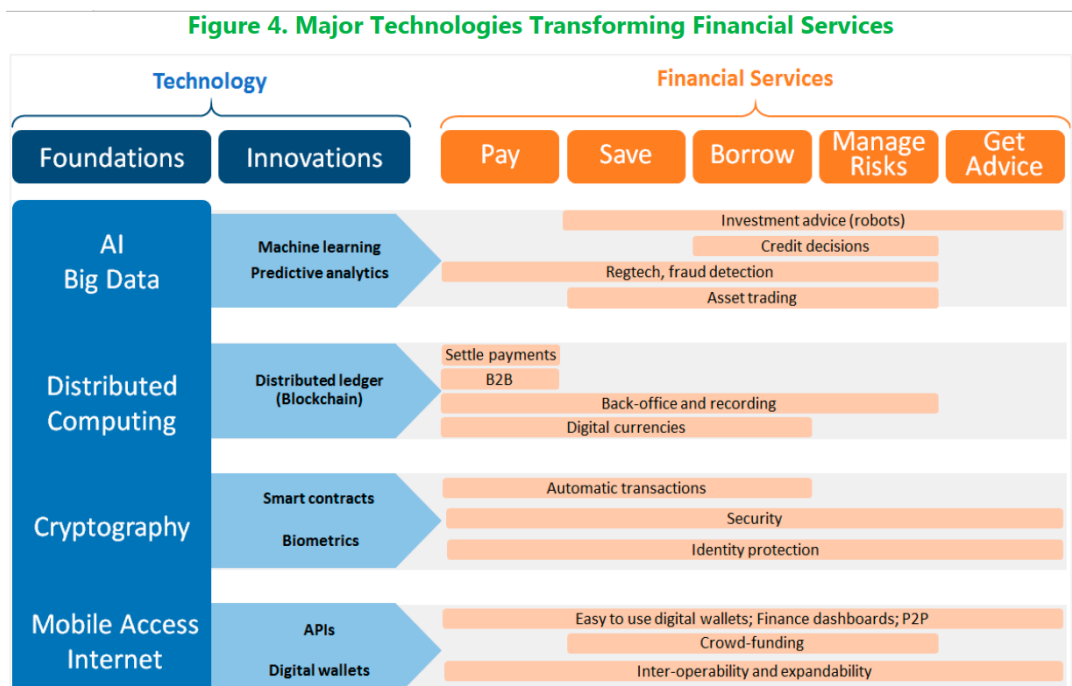 Figure 4. Major Technologies Transforming Financial Services
Technology
Financial Services
Foundations
Innovations
Pay
Save
Borrow
Manage
Risks
Get
Advice
AI
Big Data
Machine learning
Predictive analytics
Investment advice (robots)
Credit decisions
Regtech, fraud detection
Asset trading
Distributed
Computing
Distributed ledger
(Blockchain)
Settle payments
B2B
Back-office and recording
Digital currencies
Cryptography
Smart contracts
Biometrics
Automatic transactions
Security
Identity protection
Mobile Access
Internet
APIs
Digital wallets
Easy to use digital wallets; Finance dashboards; P2P
Crowd-funding
Inter-operability and expandability